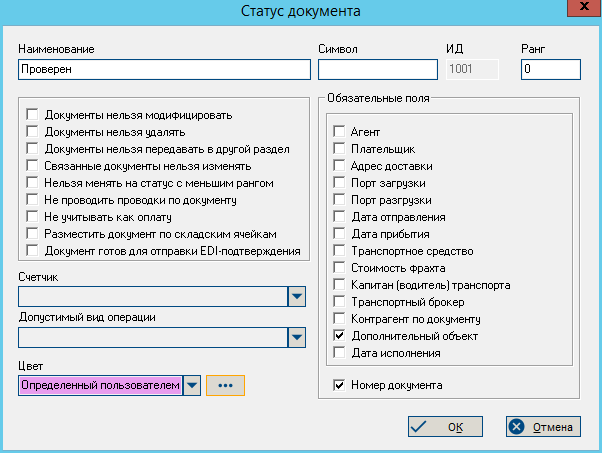 Статус документа
x
Наименование
Символ
ИД
Ранг
Проверен
1001
0
Документы нельзя модифицировать
Документы нельзя удалять
Документы нельзя передавать в другой раздел
Связанные документы нельзя изменять
Нельзя менять на статус с меньшим рангом
Не проводить проводки по документу
Не учитывать как оплату
Разместить документ по складским ячейкам
Документ готов для отправки EDI-подтверждения
Счетчик
Допустимый вид операции
Цвет
Определенный пользователем
...
Обязательные поля
Агент
Плательщик
Адрес доставки
Порт загрузки
Порт разгрузки
Дата отправления
Дата прибытия
Транспортное средство
Стоимость фрахта
Капитан (водитель) транспорта
Транспортный брокер
Контрагент по документу
Дополнительный объект
Дата исполнения
Номер документа
OK
Отмена